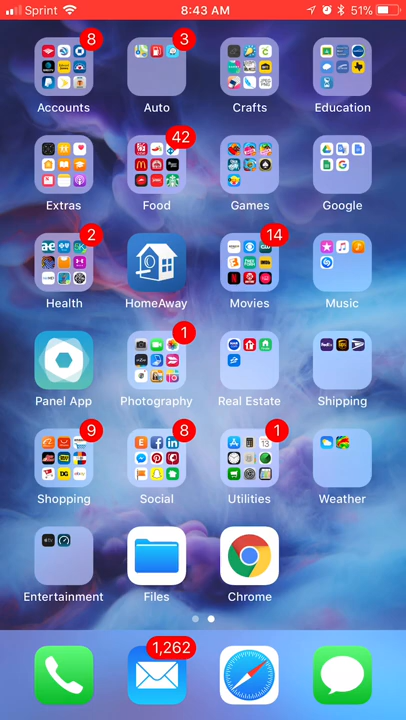 Sprint 8:43 AM 51%
8 3
Accounts Auto Crafts Education
42
Extras Food Games Google
2 14
Health HomeAway Movies Music
1
Panel App Photography Real Estate Shipping
9 8 1
Shopping Social Utilities Weather
Entertainment Files Chrome
1,262